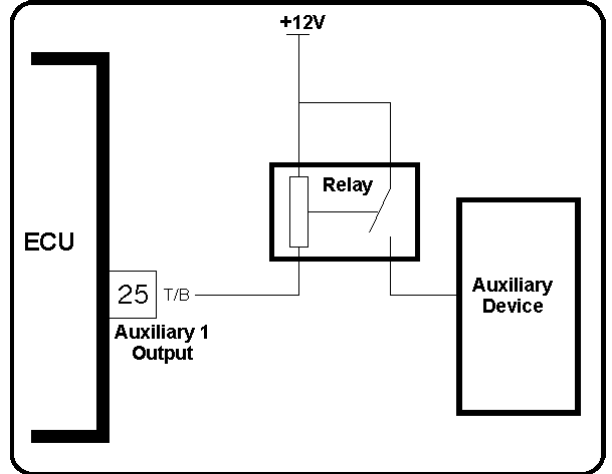 +12V
Relay
ECU
25 T/B
Auxiliary 1
Output
Auxiliary
Device